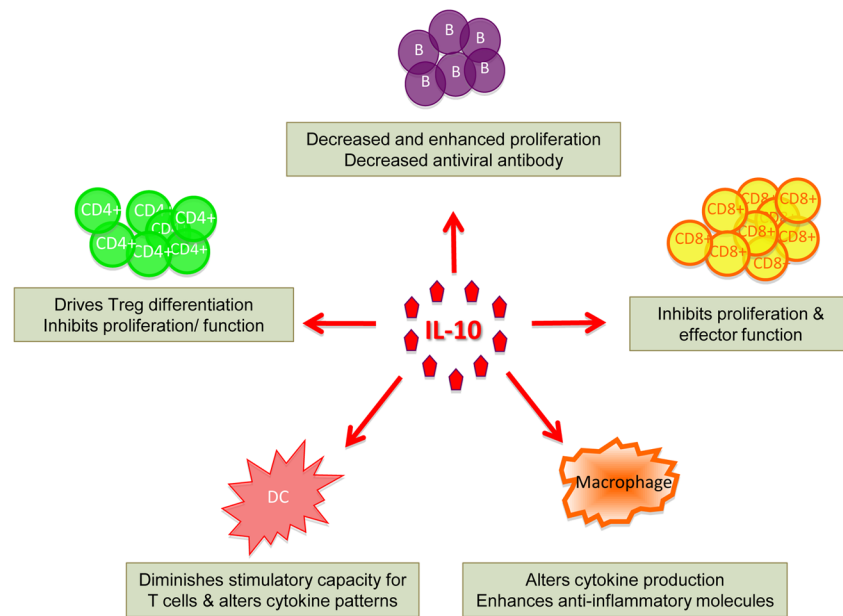 B
B B
B B B
Decreased and enhanced proliferation
Decreased antiviral antibody
CD4+ CD4+ CD4+
CD4+ CD4+ CD4+
Drives Treg differentiation
Inhibits proliferation/ function
CD8+ CD8+
CD8+
CD8+ CD8+ CD8+
CD8+ CD8+
Inhibits proliferation &
effector function
IL-10
DC
Diminishes stimulatory capacity for
T cells & alters cytokine patterns
Macrophage
Alters cytokine production
Enhances anti-inflammatory molecules